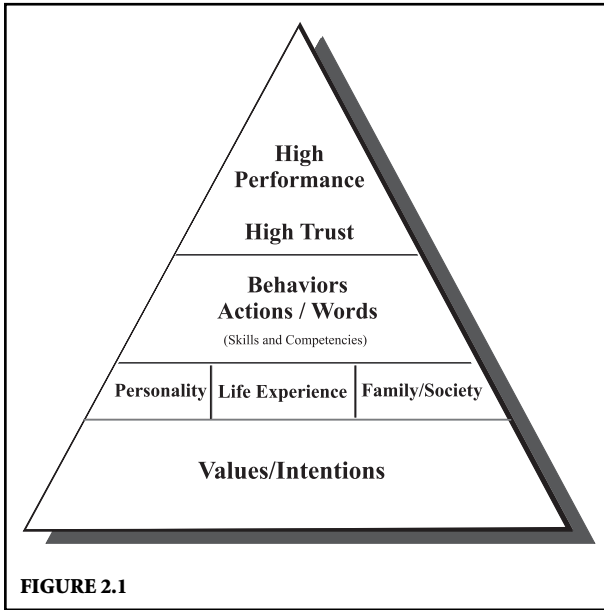 High
Performance
High Trust
Behaviors
Actions / Words
(Skills and Competencies)
Personality Life Experience Family/Society
Values/Intentions
FIGURE 2.1